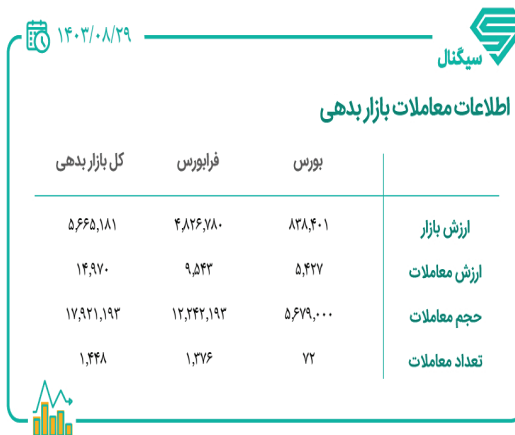 ۱۴۰۳/۰۸/۲۹
سیگنال
اطلاعات معاملات بازار بدهی
بورس فرابورس کل بازار بدهی
ارزش بازار ۸۳۸,۴۰۱ ۴,۸۲۶,۷۸۰ ۵,۶۶۵,۱۸۱
ارزش معاملات ۵,۴۲۷ ۹,۵۴۳ ۱۴,۹۷۰
حجم معاملات ۵,۶۷۹,۰۰۰ ۱۲,۲۴۲,۱۹۳ ۱۷,۹۲۱,۱۹۳
تعداد معاملات ۷۲ ۱,۳۷۶ ۱,۴۴۸